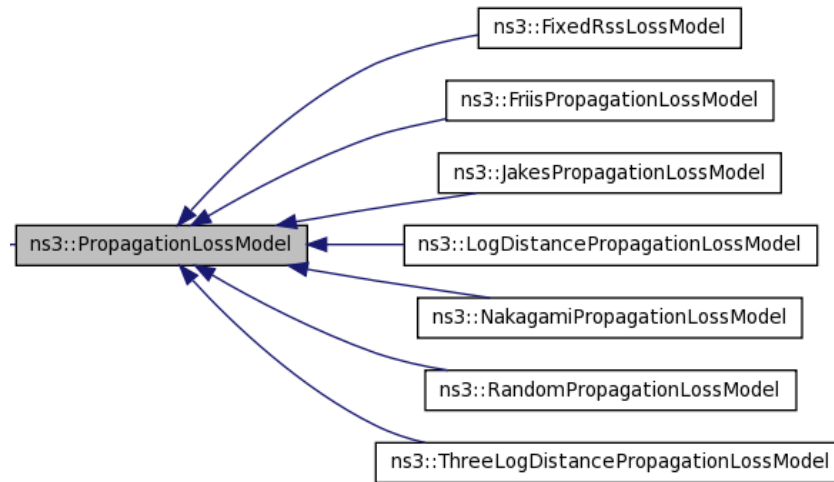 ns3::FixedRssLossModel
ns3::FriisPropagationLossModel
ns3::JakesPropagationLossModel
ns3::PropagationLossModel
ns3::LogDistancePropagationLossModel
ns3::NakagamiPropagationLossModel
ns3::RandomPropagationLossModel
ns3::ThreeLogDistancePropagationLossModel